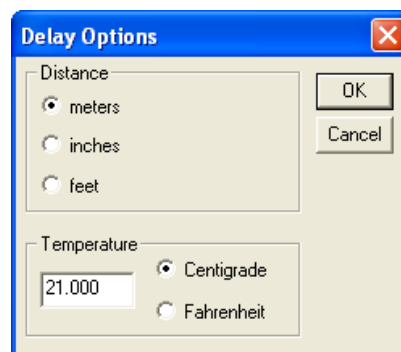 Delay Options
Distance
meters
inches
feet
OK
Cancel
Temperature
21.000
Centigrade
Fahrenheit